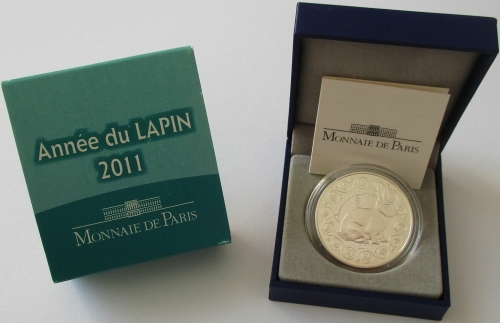 Année du LAPIN
2011
MONNAIE DE PARIS
MONNAIE DE PARIS